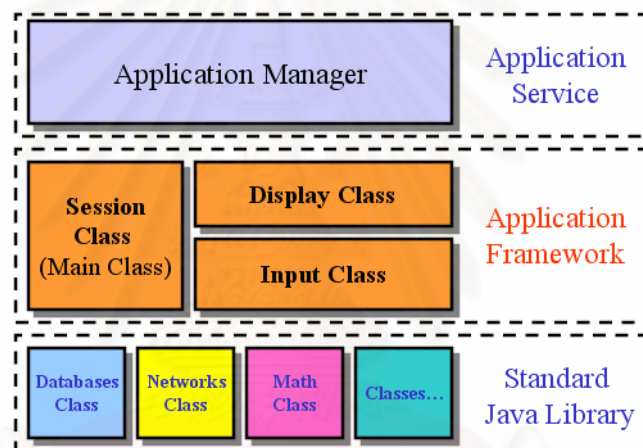 Application Manager
Application
Service
Session
Class
(Main Class)
Display Class
Input Class
Application
Framework
Databases
Class
Networks
Class
Math
Class
Classes...
Standard
Java Library